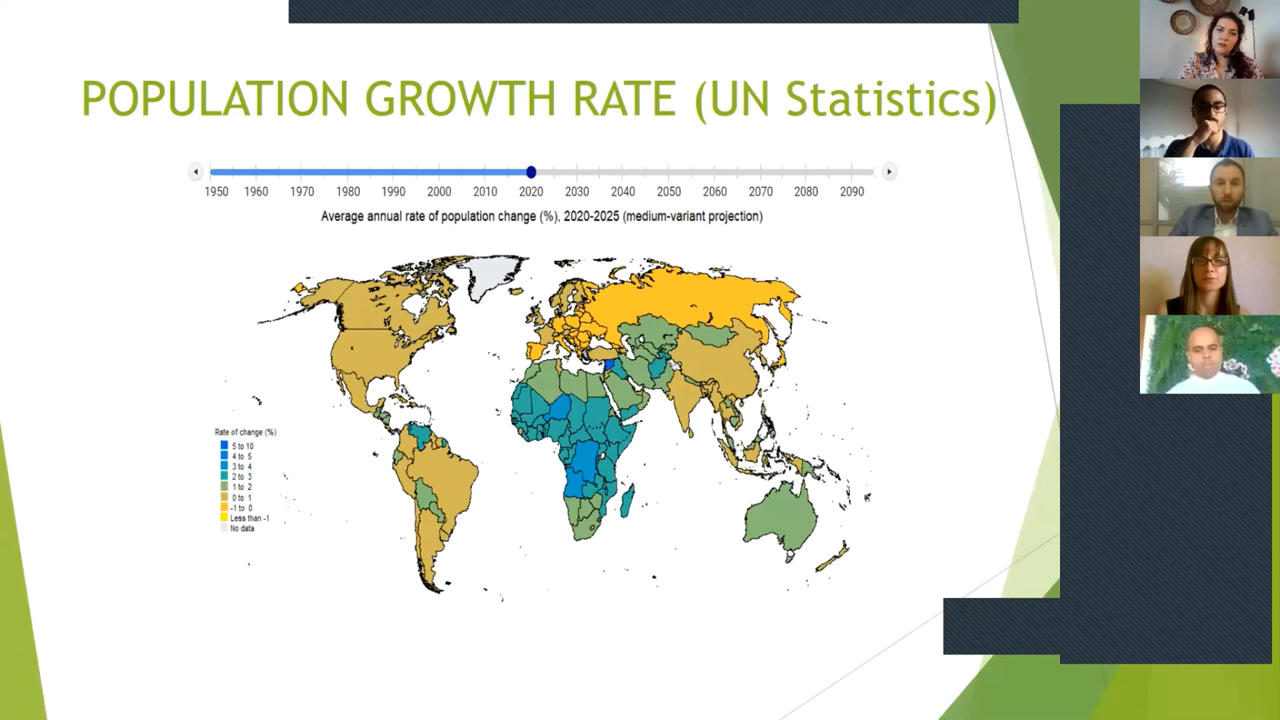 POPULATION GROWTH RATE (UN Statistics)
1950 1960 1970 1980 1990 2000 2010 2020 2030 2040 2050 2060 2070 2080 2090
Average annual rate of population change (%), 2020-2025 (medium-variant projection)
Rate of change (%)
5 to 10
4 to 5
3 to 4
2 to 3
1 to 2
0 to 1
-1 to 0
Less than -1
No data